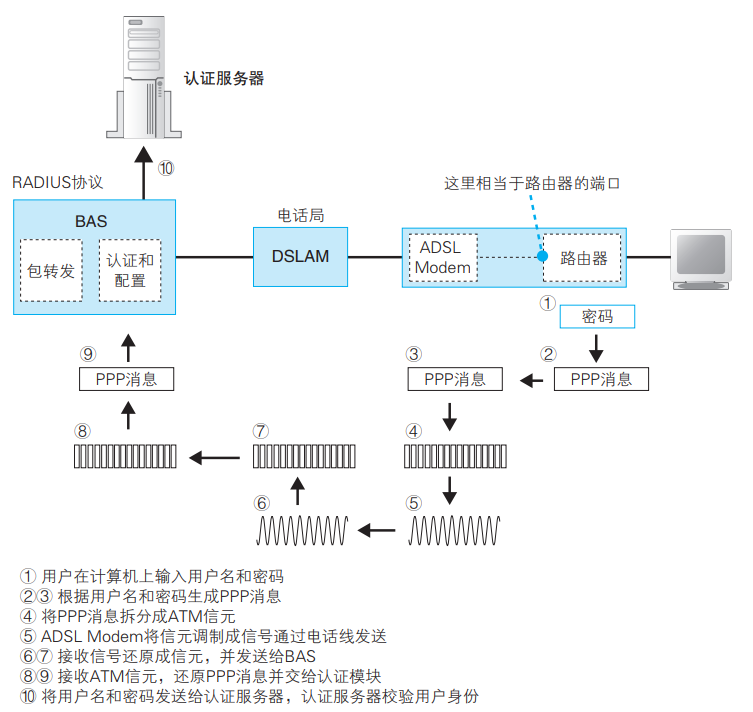 认证服务器
⑩
RADIUS协议
这里相当于路由器的端口
BAS
电话局
包转发
认证和
配置
DSLAM
ADSL
Modem
路由器
①
密码
⑨
③
②
PPP消息
PPP消息
PPP消息
⑧
⑦
④
⑥
⑤
① 用户在计算机上输入用户名和密码
②③ 根据用户名和密码生成PPP消息
④ 将PPP消息拆分成ATM信元
⑤ ADSL Modem将信元调制成信号通过电话线发送
⑥⑦ 接收信号还原成信元，并发送给BAS
⑧⑨ 接收ATM信元，还原PPP消息并交给认证模块
⑩ 将用户名和密码发送给认证服务器，认证服务器校验用户身份